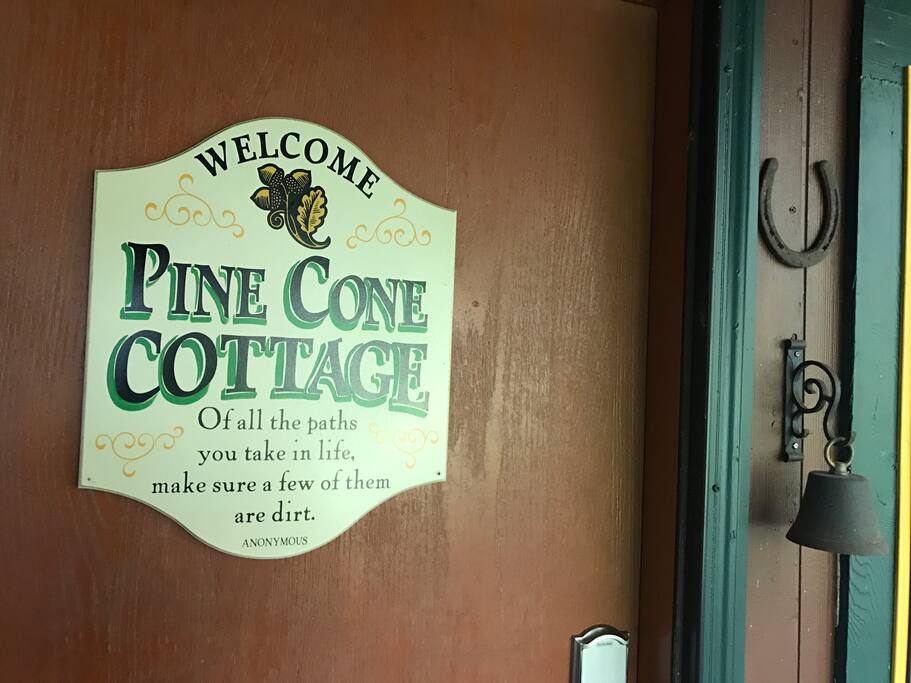 WELCOME
PINE CONE
COTTAGE
Of all the paths
you take in life,
make sure a few of them
are dirt.
ANONYMOUS